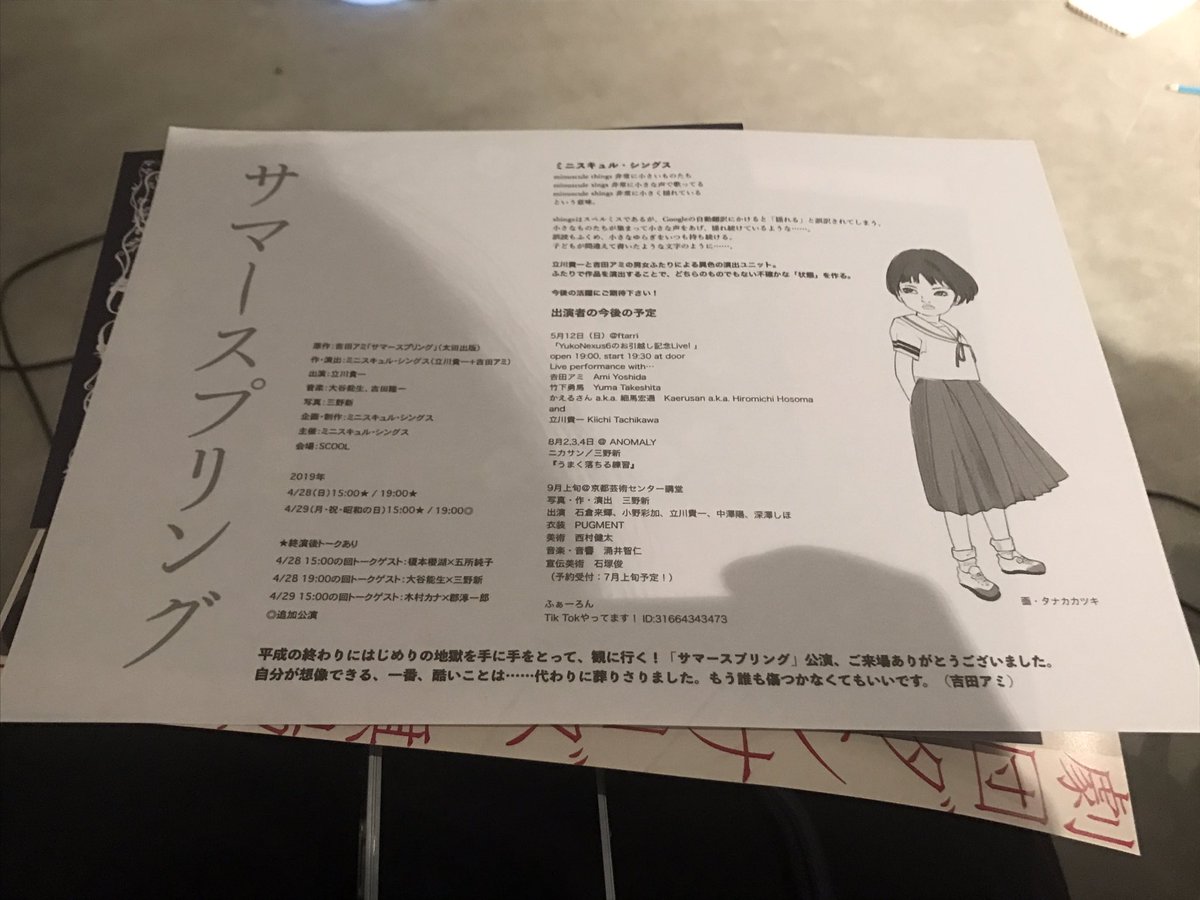 サマースプリング
原作:吉田アミ「サマースプリング」(太田出版)
作・演出:ミニスキュル・シングス(立川貴一+吉田アミ)
出演:立川貴一
音楽:大谷能生、吉田隆一
写真:三野新
企画・制作:ミニスキュル・シングス
主催:ミニスキュル・シングス
会場:SCOOL
2019年
4/28(日)15:00★ / 19:00★
4/29(月・祝・昭和の日)15:00★ / 19:00◎
★終演後トークあり
4/28 15:00の回トークゲスト:榎本櫻湖×五所純子
4/28 19:00の回トークゲスト:大谷能生×三野新
4/29 15:00の回トークゲスト:木村カナ×郡淳一郎
◎追加公演
ミニスキュル・シングス
minuscule things 非常に小さいものたち
minuscule sings 非常に小さな声で歌ってる
minuscule shings 非常に小さく揺れている
という意味。
shingsはスペルミスであるが、Googleの自動翻訳にかけると「揺れる」と誤訳されてしまう。
小さなものたちが集まって小さな声をあげ、揺れ続けているような……。
誤読もふくめ、小さなゆらぎをいつも持ち続ける。
子どもが間違えて書いたような文字のように……。
立川貴一と吉田アミの男女ふたりによる異色の演出ユニット。
ふたりで作品を演出することで、どちらのものでもない不確かな「状態」を作る。
今後の活躍にご期待下さい!
出演者の今後の予定
5月12日(日)@ftarri
「YukoNexus6のお引越し記念Live! 」
open 19:00, start 19:30 at door
Live performance with…
吉田アミ Ami Yoshida
竹下勇馬 Yuma Takeshita
かえるさん a.k.a. 細馬宏通 Kaerusan a.k.a. Hiromichi Hosoma
and
立川貴一 Kiichi Tachikawa
8月2,3,4日 @ ANOMALY
ニカサン/三野新
『うまく落ちる練習』
9月上旬@京都芸術センター講堂
写真・作・演出 三野新
出演 石倉来輝、小野彩加、立川貴一、中澤陽、深澤しほ
衣装 PUGMENT
美術 西村健太
音楽・音響 涌井智仁
宣伝美術 石塚俊
(予約受付:7月上旬予定!)
ふぁーろん
Tik Tokやってます! ID:31664343473
画・タナカカツキ
平成の終わりにはじめりの地獄を手に手をとって、観に行く!「サマースプリング」公演、ご来場ありがとうございました。
自分が想像できる、一番、酷いことは……代わりに葬りさりました。もう誰も傷つかなくてもいいです。(吉田アミ)
劇団